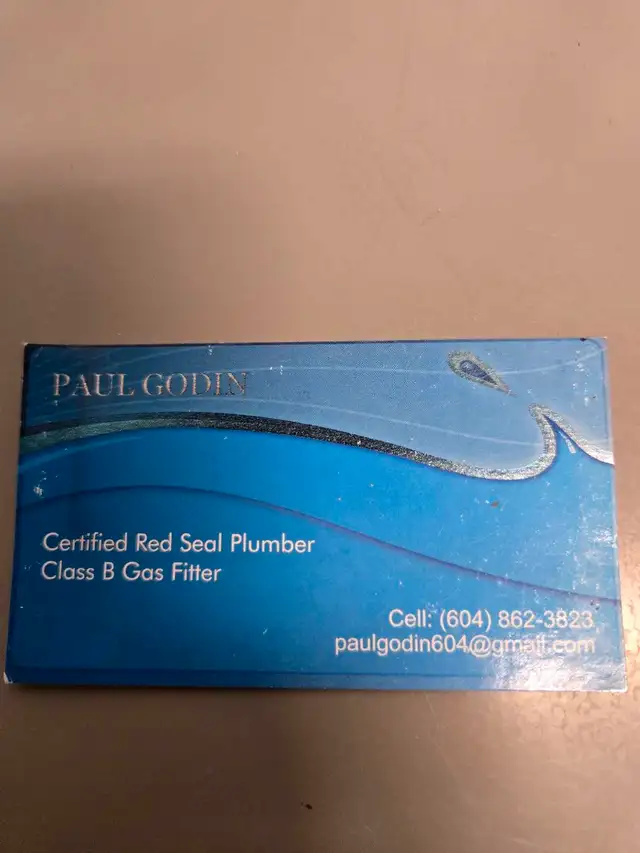 PAUL GODIN
Certified Red Seal Plumber
Class B Gas Fitter
Cell: (604) 862-3823
paulgodin604@gmail.com